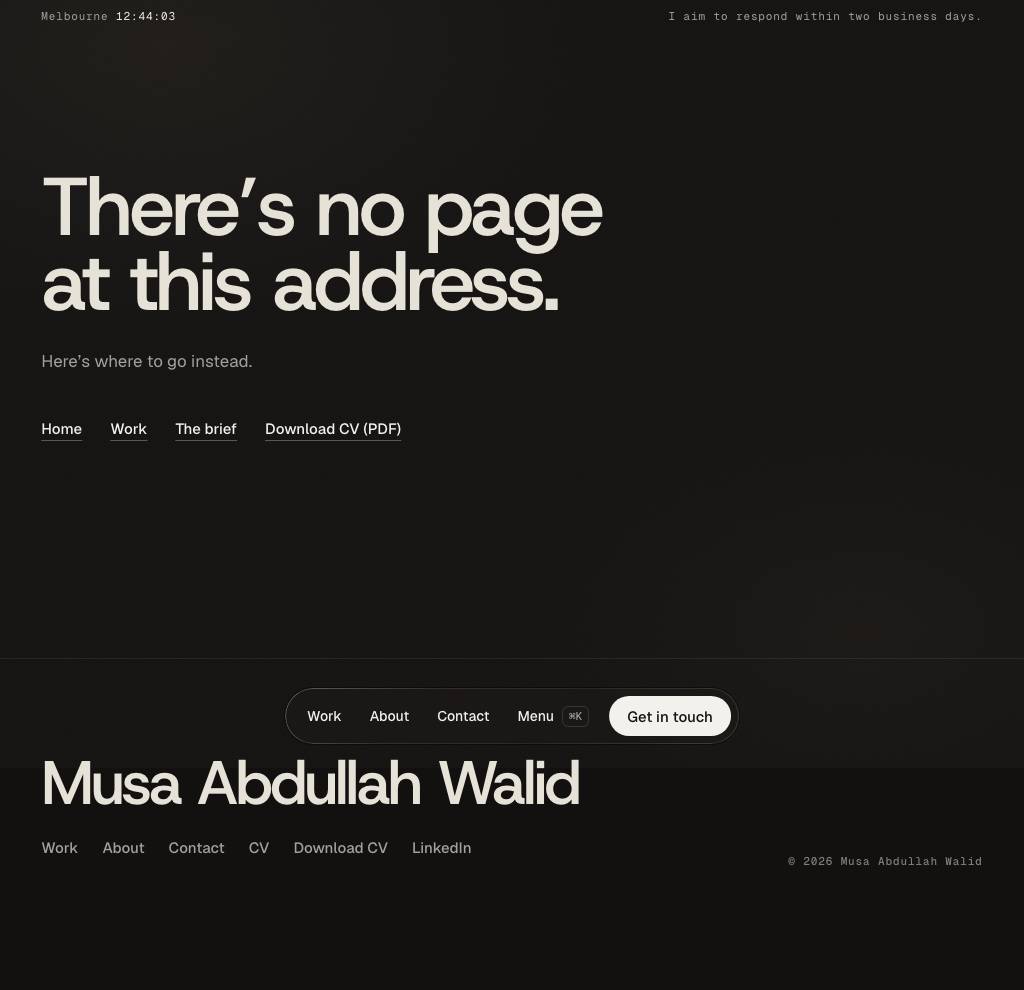 Melbourne 12:44:03
I aim to respond within two business days.
There’s no page
at this address.
Here’s where to go instead.
Home Work The brief Download CV (PDF)
Work About Contact Menu ⌘K Get in touch
Musa Abdullah Walid
Work About Contact CV Download CV LinkedIn
© 2026 Musa Abdullah Walid